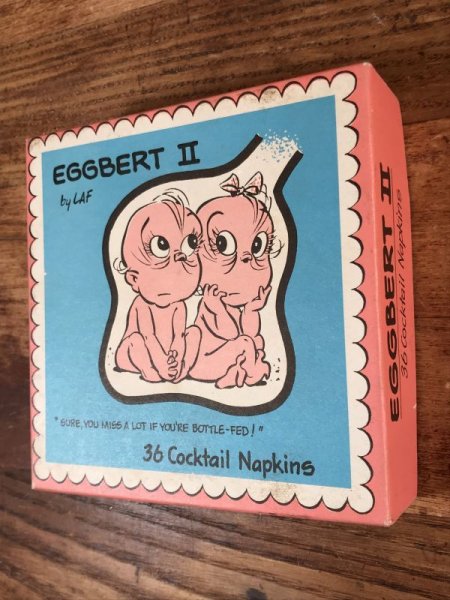 EGGBERT II
by LAF
"SURE, YOU MISS A LOT IF YOU'RE BOTTLE-FED!"
36 Cocktail Napkins
EGGBERT II
36 Cocktail Napkins